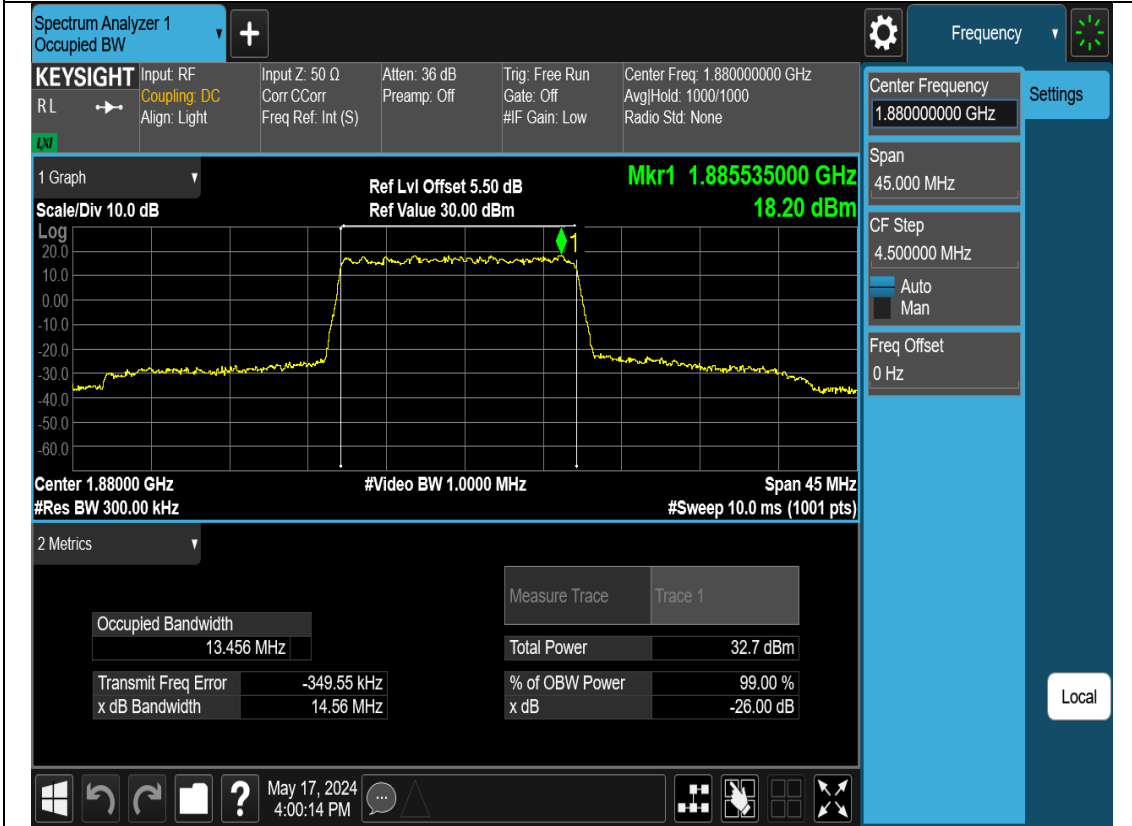 Spectrum Analyzer 1
Occupied BW
+
Frequency
KEYSIGHT
RL
LXI
Input: RF
Coupling: DC
Align: Light
Input Z: 50 Ω
Corr CCorr
Freq Ref: Int (S)
Atten: 36 dB
Preamp: Off
Trig: Free Run
Gate: Off
#IF Gain: Low
Center Freq: 1.880000000 GHz
Avg|Hold: 1000/1000
Radio Std: None
Center Frequency
1.880000000 GHz
Settings
Span
45.000 MHz
CF Step
4.500000 MHz
Auto
Man
Freq Offset
0 Hz
Local
1 Graph
Scale/Div 10.0 dB
Ref Lvl Offset 5.50 dB
Ref Value 30.00 dBm
Mkr1 1.885535000 GHz
18.20 dBm
Log
1
20.0
10.0
0.00
-10.0
-20.0
-30.0
-40.0
-50.0
-60.0
Center 1.88000 GHz
#Video BW 1.0000 MHz
Span 45 MHz
#Res BW 300.00 kHz
#Sweep 10.0 ms (1001 pts)
2 Metrics
Measure Trace Trace 1
Occupied Bandwidth
13.456 MHz
Total Power 32.7 dBm
Transmit Freq Error -349.55 kHz
% of OBW Power 99.00 %
x dB Bandwidth 14.56 MHz
x dB -26.00 dB
?
May 17, 2024
4:00:14 PM